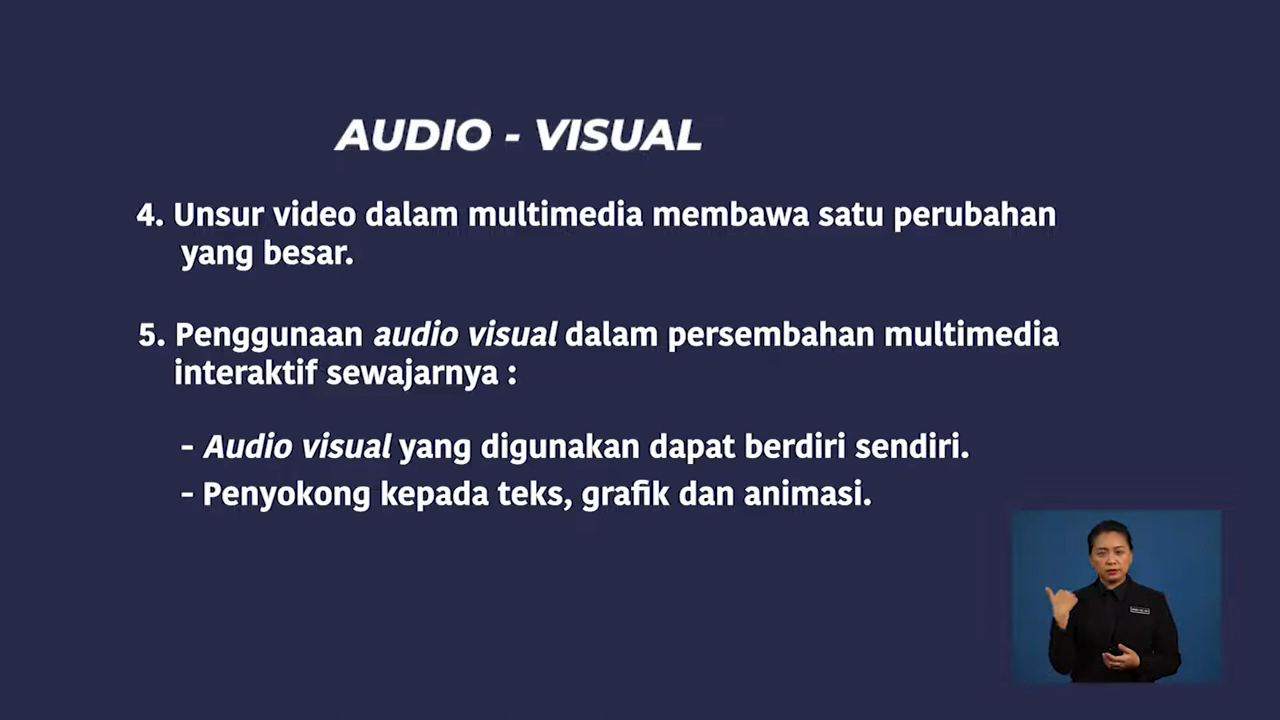 AUDIO - VISUAL
4. Unsur video dalam multimedia membawa satu perubahan
yang besar.
5. Penggunaan audio visual dalam persembahan multimedia
interaktif sewajarnya :
- Audio visual yang digunakan dapat berdiri sendiri.
- Penyokong kepada teks, grafik dan animasi.